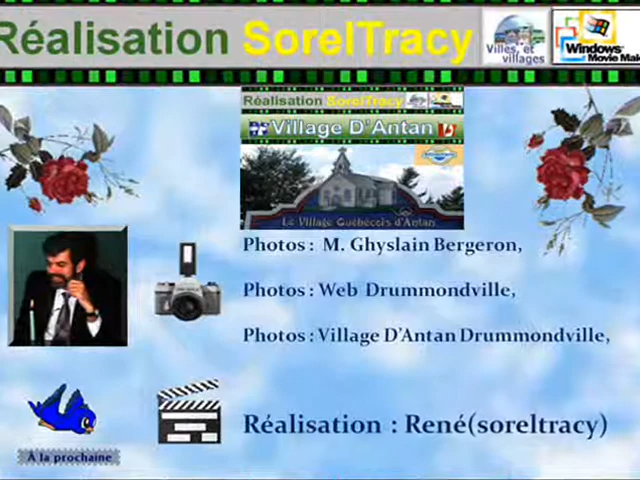 Réalisation SorelTracy
Villes et
villages
Windows
Movie Mak
Réalisation SorelTracy
Village D'Antan
Le Village Québécois d'Antan
Photos : M. Ghyslain Bergeron,
Photos : Web Drummondville,
Photos : Village D'Antan Drummondville,
Réalisation : René(soreltracy)
A la prochaine